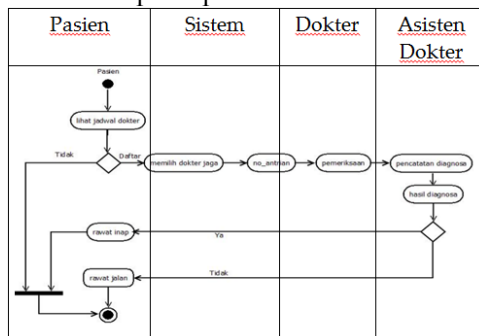 Pasien
Sistem
Dokter
Asisten
Dokter
Pasien
lihat jadwal dokter
Tidak
Daftar
memilih dokter jaga
no_antrian
pemeriksaan
pencatatan diagnosa
hasil diagnosa
rawat inap
Ya
rawat jalan
Tidak